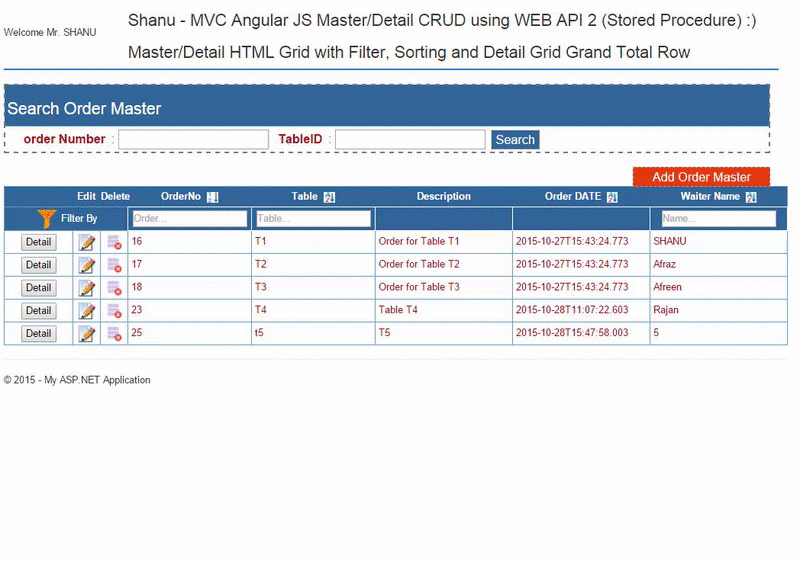 Welcome Mr. SHANU
Shanu - MVC Angular JS Master/Detail CRUD using WEB API 2 (Stored Procedure) :)
Master/Detail HTML Grid with Filter, Sorting and Detail Grid Grand Total Row
Search Order Master
order Number : TableID : Search
Add Order Master
Edit Delete OrderNo Table Description Order DATE Waiter Name
Filter By Order... Table... Name...
Detail 16 T1 Order for Table T1 2015-10-27T15:43:24.773 SHANU
Detail 17 T2 Order for Table T2 2015-10-27T15:43:24.773 Afraz
Detail 18 T3 Order for Table T3 2015-10-27T15:43:24.773 Afreen
Detail 23 T4 Table T4 2015-10-28T11:07:22.603 Rajan
Detail 25 t5 T5 2015-10-28T15:47:58.003 5
© 2015 - My ASP.NET Application